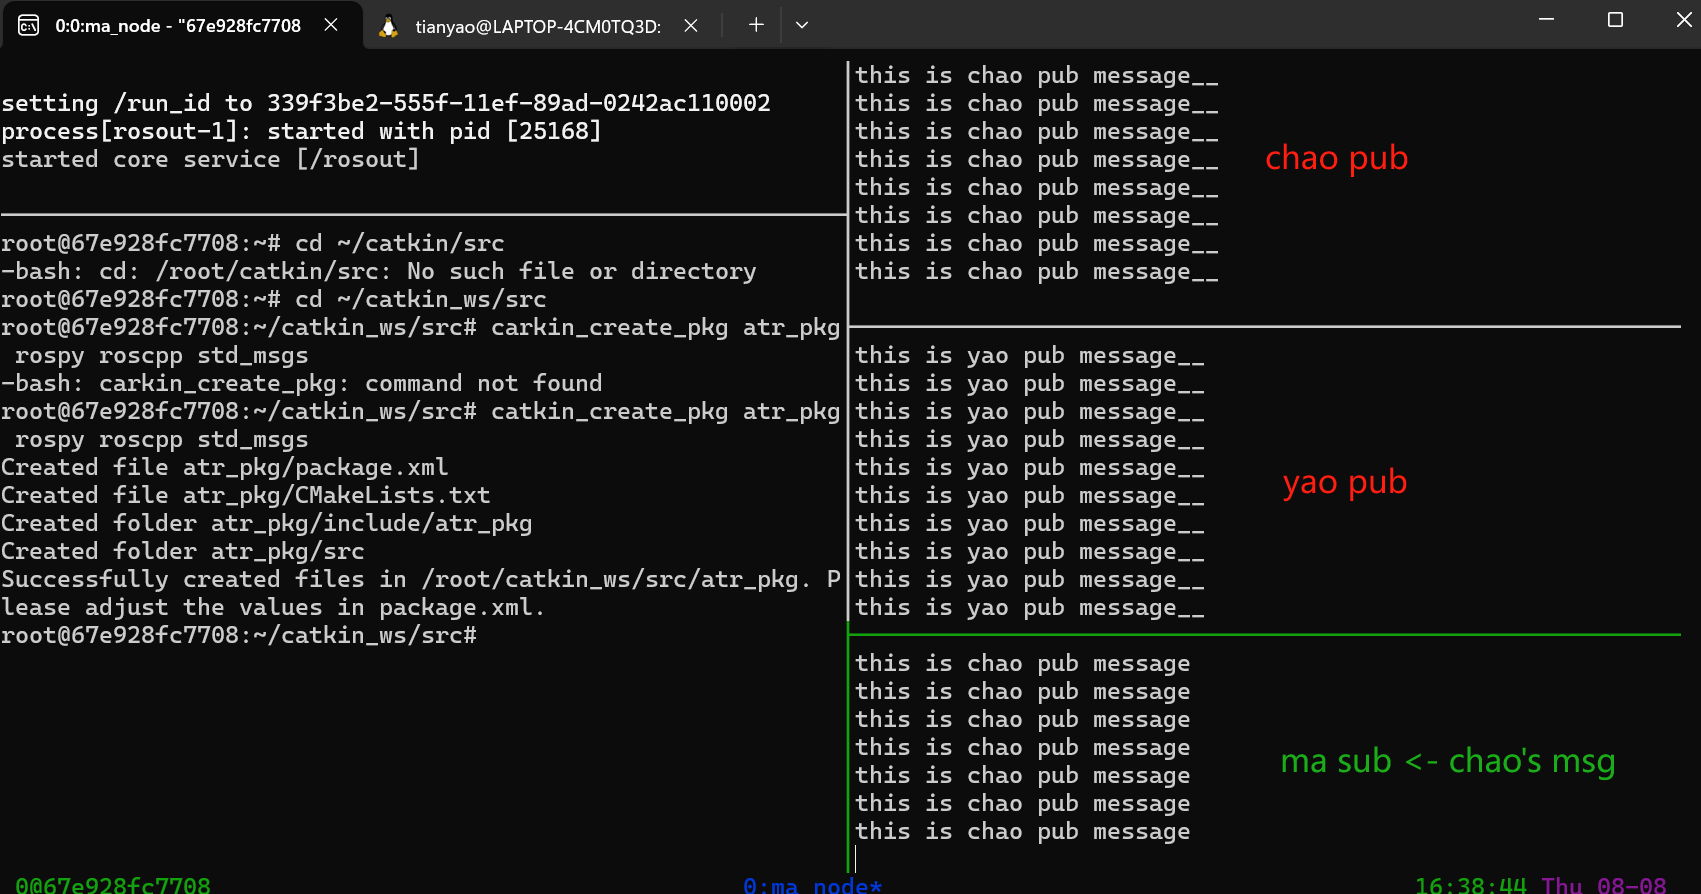 0:0:ma_node - "67e928fc7708
tianyao@LAPTOP-4CM0TQ3D:
setting /run_id to 339f3be2-555f-11ef-89ad-0242ac110002
process[rosout-1]: started with pid [25168]
started core service [/rosout]
root@67e928fc7708:~# cd ~/catkin/src
-bash: cd: /root/catkin/src: No such file or directory
root@67e928fc7708:~# cd ~/catkin_ws/src
root@67e928fc7708:~/catkin_ws/src# carkin_create_pkg atr_pkg
rospy roscpp std_msgs
-bash: carkin_create_pkg: command not found
root@67e928fc7708:~/catkin_ws/src# catkin_create_pkg atr_pkg
rospy roscpp std_msgs
Created file atr_pkg/package.xml
Created file atr_pkg/CMakeLists.txt
Created folder atr_pkg/include/atr_pkg
Created folder atr_pkg/src
Successfully created files in /root/catkin_ws/src/atr_pkg. P
lease adjust the values in package.xml.
root@67e928fc7708:~/catkin_ws/src#
this is chao pub message__
this is chao pub message__
this is chao pub message__
this is chao pub message__
this is chao pub message__
this is chao pub message__
this is chao pub message__
this is chao pub message__
chao pub
this is yao pub message__
this is yao pub message__
this is yao pub message__
this is yao pub message__
this is yao pub message__
this is yao pub message__
this is yao pub message__
this is yao pub message__
this is yao pub message__
this is yao pub message__
yao pub
this is chao pub message
this is chao pub message
this is chao pub message
this is chao pub message
this is chao pub message
this is chao pub message
this is chao pub message
ma sub <- chao's msg
0@67e928fc7708
0:ma_node*
16:38:44 Thu 08-08